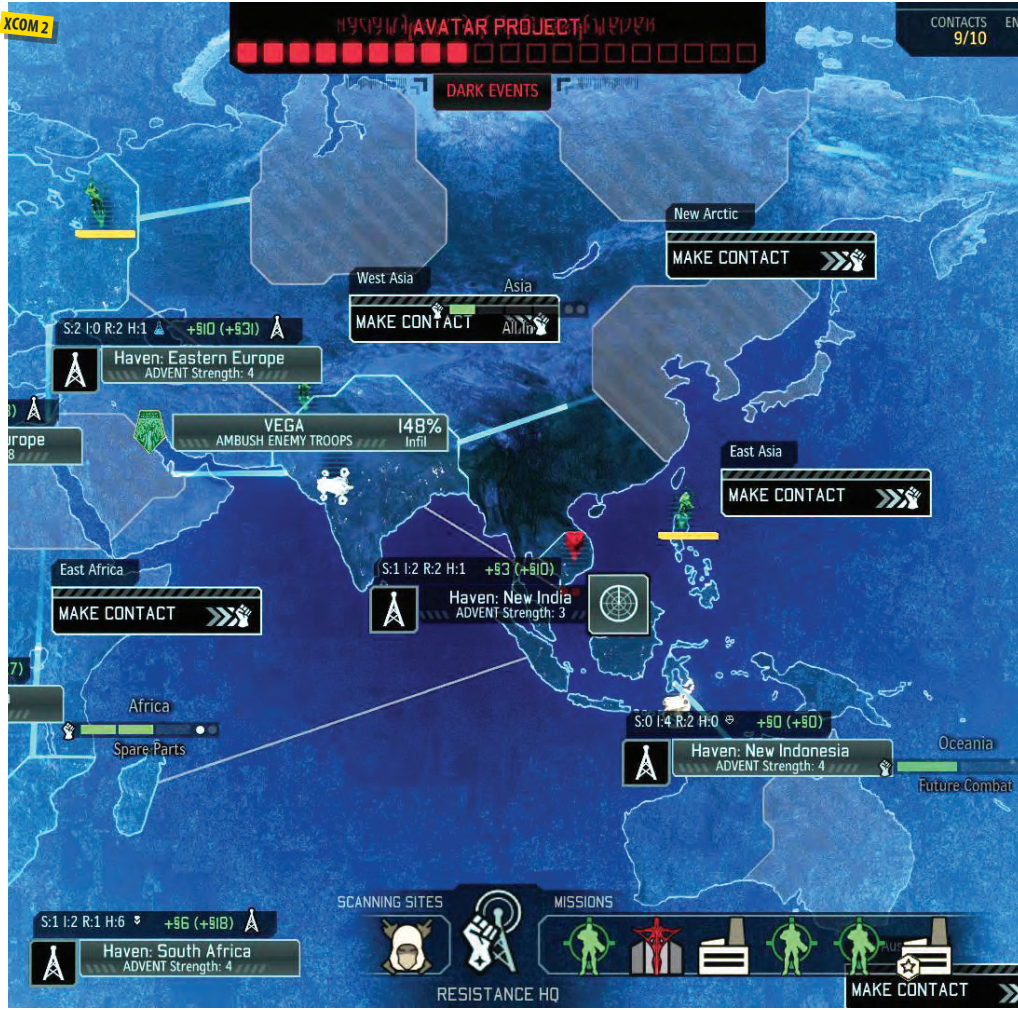 XCOM 2
AVATAR PROJECT
CONTACTS EN
9/10
DARK EVENTS
New Arctic
MAKE CONTACT
West Asia
Asia
MAKE CONTACT
S:2 I:0 R:2 H:1 +§10 (+§31)
Haven: Eastern Europe
ADVENT Strength: 4
urope
8
VEGA 148%
AMBUSH ENEMY TROOPS Infil
East Asia
MAKE CONTACT
S:1 I:2 R:2 H:1 +§3 (+§10)
Haven: New India
ADVENT Strength: 3
East Africa
MAKE CONTACT
7)
Africa
Spare Parts
S:0 I:4 R:2 H:0 +§0 (+§0)
Haven: New Indonesia
ADVENT Strength: 4
Oceania
Future Combat
SCANNING SITES
MISSIONS
S:1 I:2 R:1 H:6 +§6 (+§18)
Haven: South Africa
ADVENT Strength: 4
Aus
RESISTANCE HQ
MAKE CONTACT